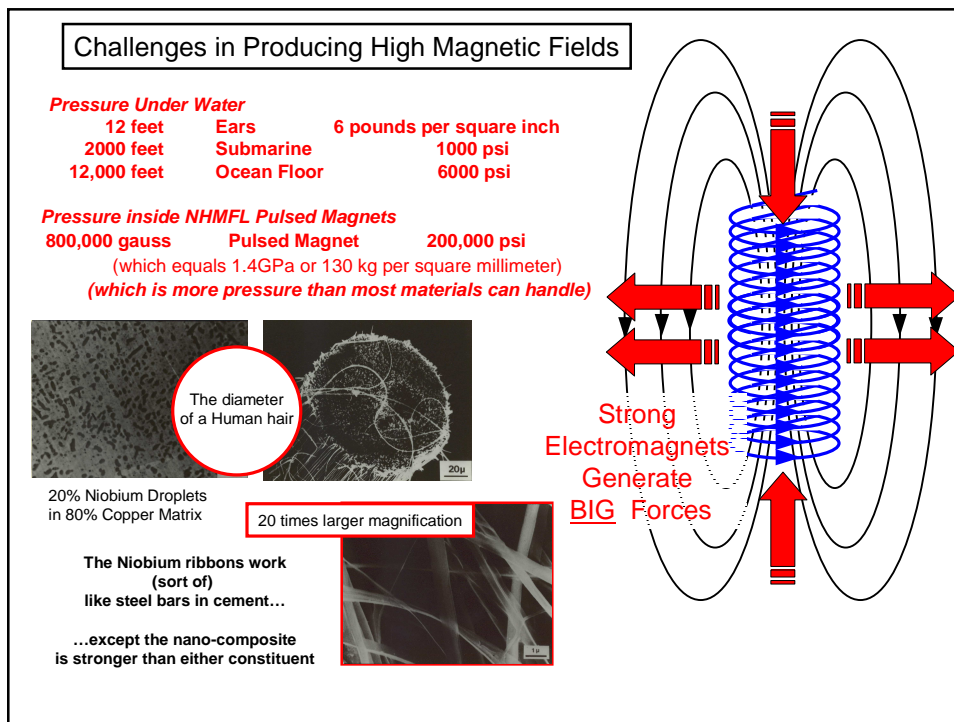 Challenges in Producing High Magnetic Fields
Pressure Under Water
12 feet Ears 6 pounds per square inch
2000 feet Submarine 1000 psi
12,000 feet Ocean Floor 6000 psi
Pressure inside NHMFL Pulsed Magnets
800,000 gauss Pulsed Magnet 200,000 psi
(which equals 1.4GPa or 130 kg per square millimeter)
(which is more pressure than most materials can handle)
The diameter
of a Human hair
20µ
20% Niobium Droplets
in 80% Copper Matrix
20 times larger magnification
The Niobium ribbons work
(sort of)
like steel bars in cement…
…except the nano-composite
is stronger than either constituent
1µ
Strong
Electromagnets
Generate
BIG Forces